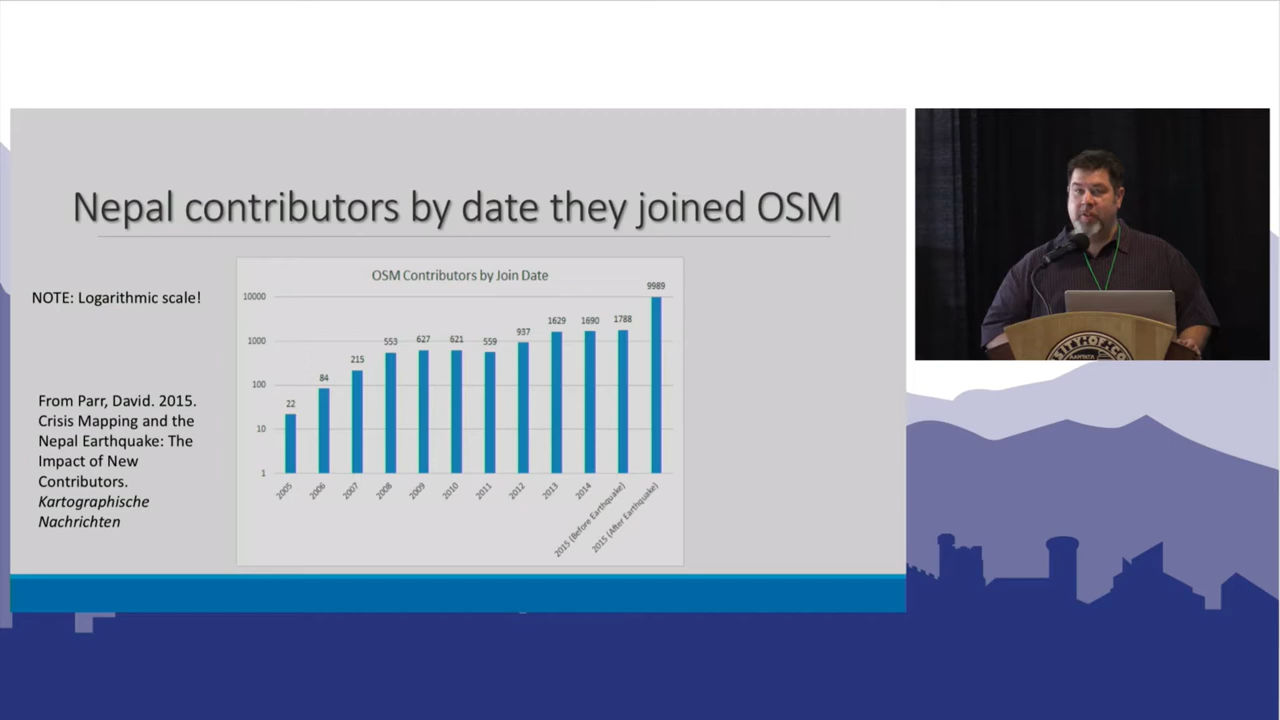 Nepal contributors by date they joined OSM
NOTE: Logarithmic scale!
From Parr, David. 2015.
Crisis Mapping and the
Nepal Earthquake: The
Impact of New
Contributors.
Kartographische
Nachrichten
OSM Contributors by Join Date
10000
1000
100
10
1
22
84
215
553
627
621
559
937
1629
1690
1788
9989
2005
2006
2007
2008
2009
2010
2011
2012
2013
2014
2015 (Before Earthquake)
2015 (After Earthquake)